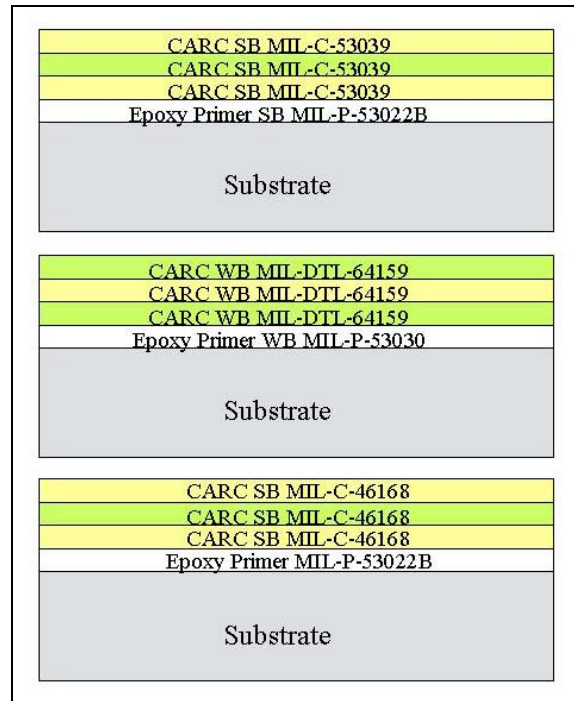 CARC SB MIL-C-53039
CARC SB MIL-C-53039
CARC SB MIL-C-53039
Epoxy Primer SB MIL-P-53022B
Substrate
CARC WB MIL-DTL-64159
CARC WB MIL-DTL-64159
CARC WB MIL-DTL-64159
Epoxy Primer WB MIL-P-53030
Substrate
CARC SB MIL-C-46168
CARC SB MIL-C-46168
CARC SB MIL-C-46168
Epoxy Primer MIL-P-53022B
Substrate